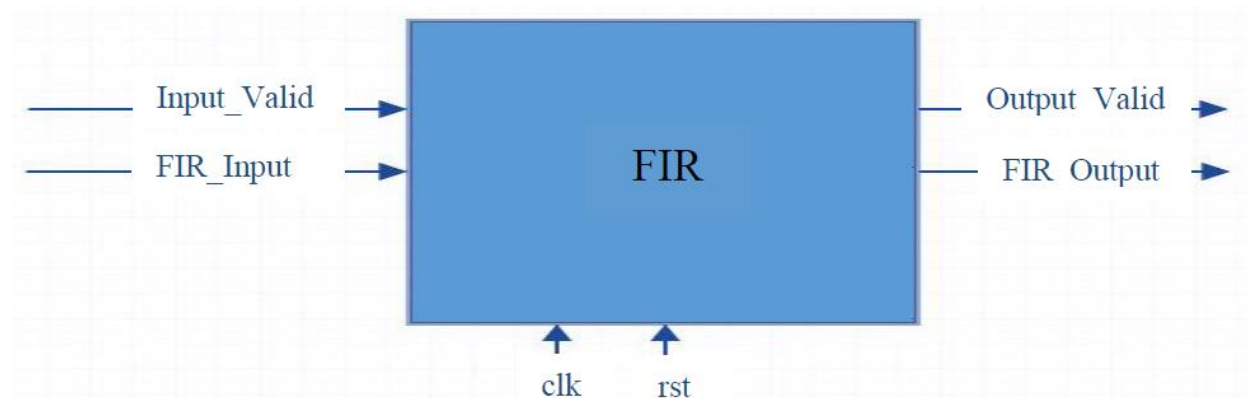 Input_Valid
Output Valid
FIR_Input
FIR
FIR Output
clk
rst